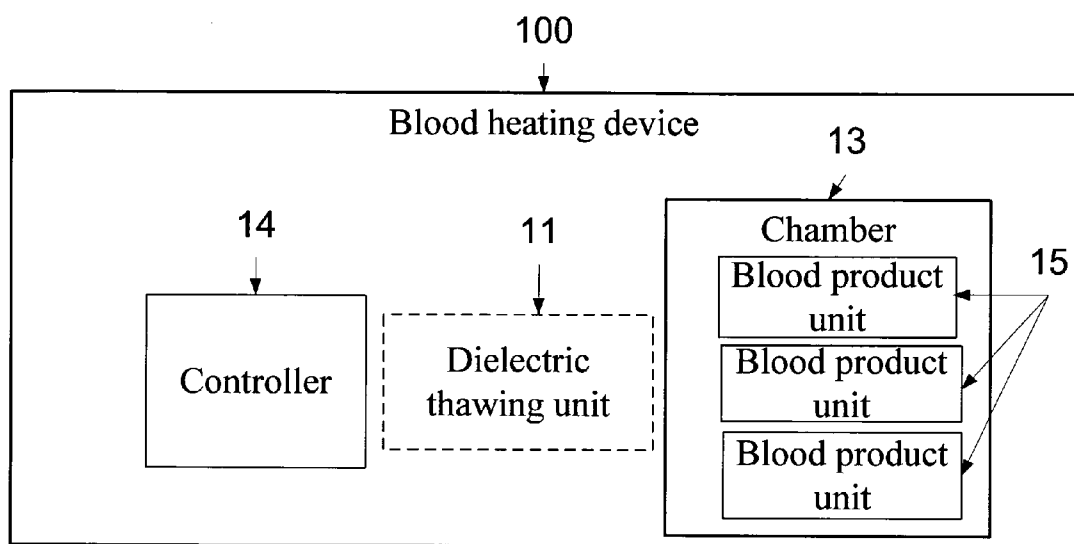 100
Blood heating device
13
14
11
Chamber
15
Blood product
unit
Controller
Dielectric
thawing unit
Blood product
unit
Blood product
unit